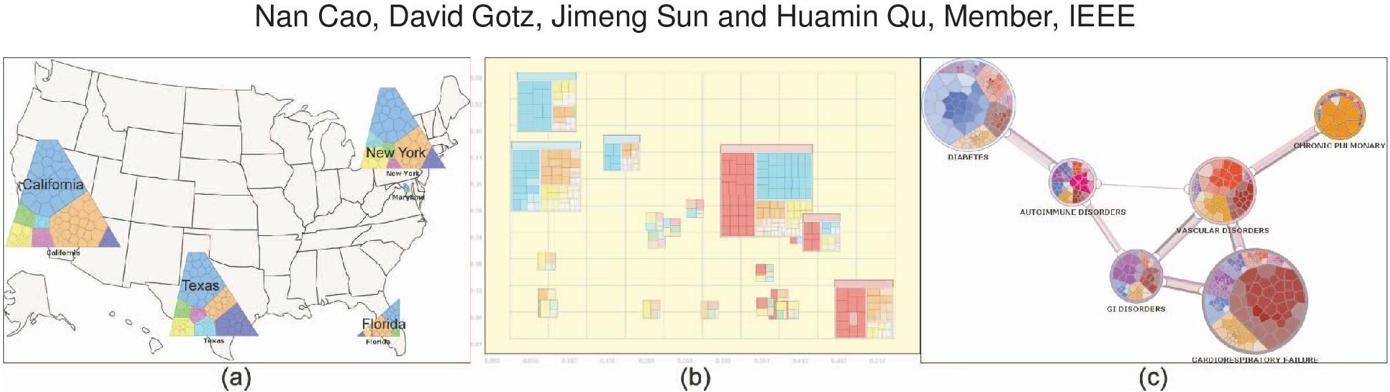 Nan Cao, David Gotz, Jimeng Sun and Huamin Qu, Member, IEEE
California
California
Texas
Texas
New York
New York
Maryland
Florida
Florida
DIABETES
AUTOIMMUNE DISORDERS
CHRONIC PULMONARY
VASCULAR DISORDERS
GI DISORDERS
CARDIORESPIRATORY FAILURE
(a)
(b)
(c)